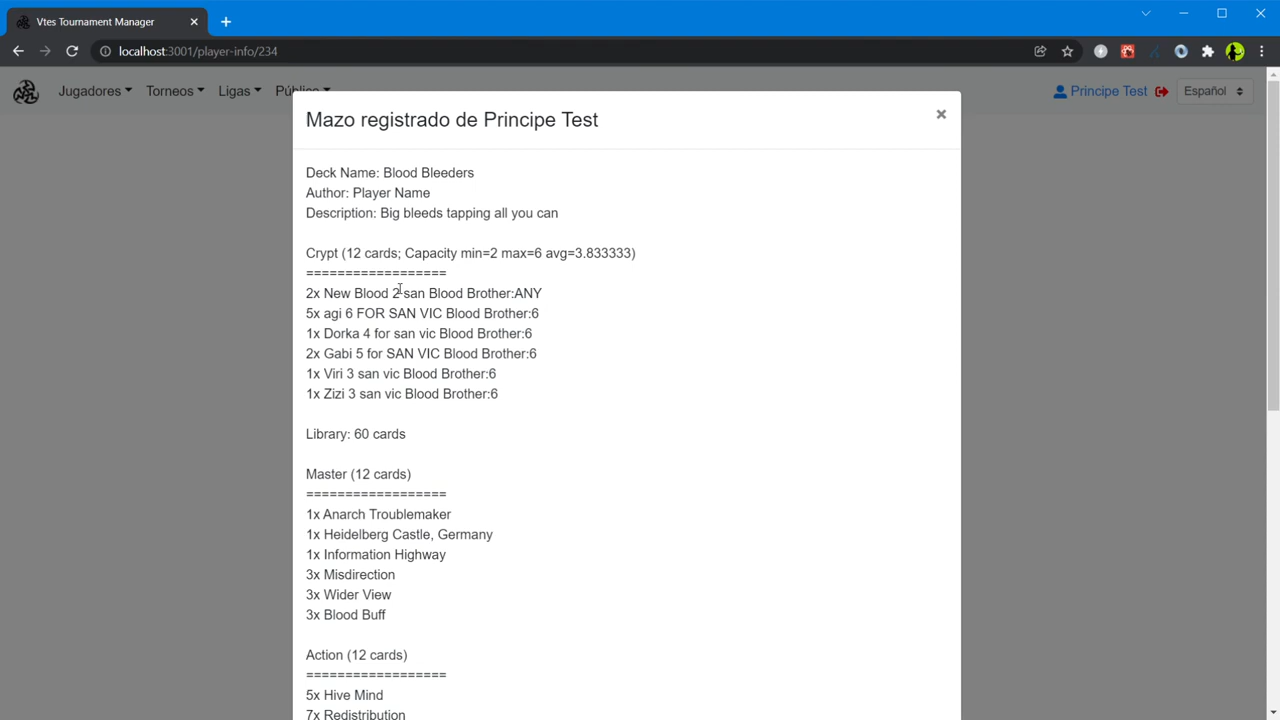 Vtes Tournament Manager
localhost:3001/player-info/234
Jugadores Torneos Ligas Principe Test Español
Mazo registrado de Principe Test
Deck Name: Blood Bleeders
Author: Player Name
Description: Big bleeds tapping all you can
Crypt (12 cards; Capacity min=2 max=6 avg=3.833333)
==================
2x New Blood 2 san Blood Brother:ANY
5x agi 6 FOR SAN VIC Blood Brother:6
1x Dorka 4 for san vic Blood Brother:6
2x Gabi 5 for SAN VIC Blood Brother:6
1x Viri 3 san vic Blood Brother:6
1x Zizi 3 san vic Blood Brother:6
Library: 60 cards
Master (12 cards)
==================
1x Anarch Troublemaker
1x Heidelberg Castle, Germany
1x Information Highway
3x Misdirection
3x Wider View
3x Blood Buff
Action (12 cards)
==================
5x Hive Mind
7x Redistribution